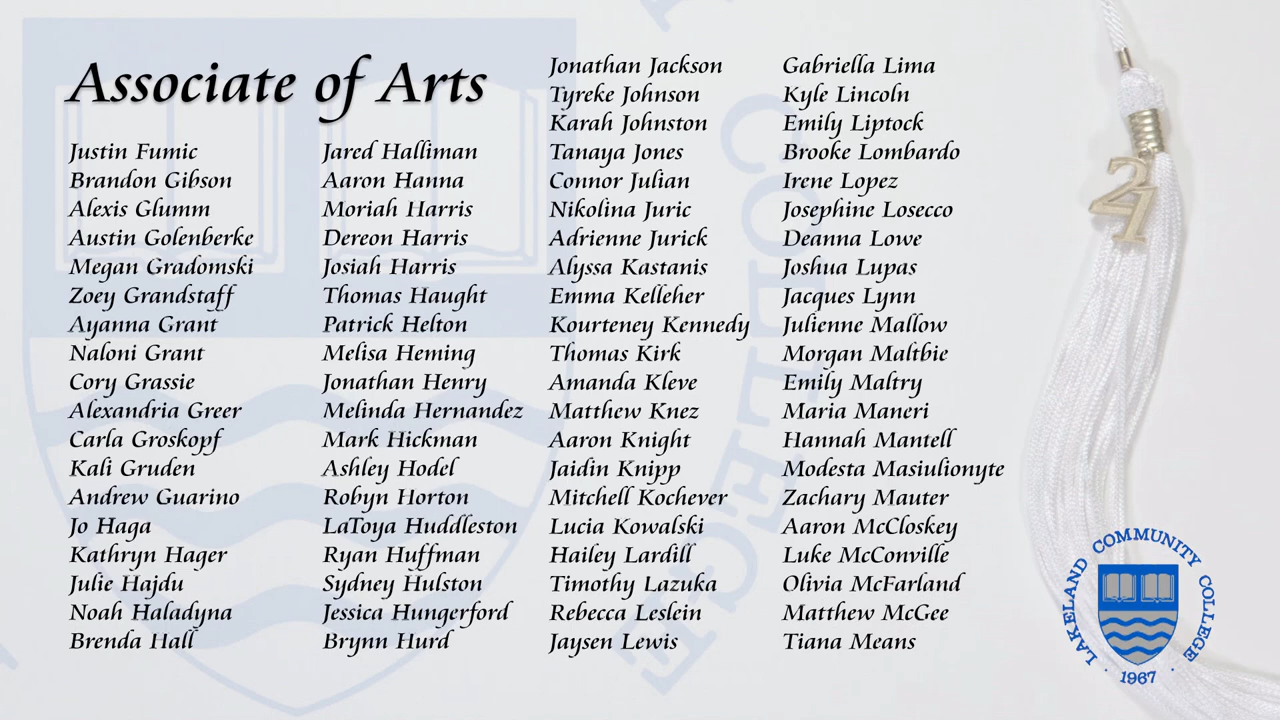 Associate of Arts
Justin Fumic
Brandon Gibson
Alexis Glumm
Austin Golenberke
Megan Gradomski
Zoey Grandstaff
Ayanna Grant
Naloni Grant
Cory Grassie
Alexandria Greer
Carla Groskopf
Kali Gruden
Andrew Guarino
Jo Haga
Kathryn Hager
Julie Hajdu
Noah Haladyna
Brenda Hall
Jared Halliman
Aaron Hanna
Moriah Harris
Dereon Harris
Josiah Harris
Thomas Haught
Patrick Helton
Melisa Heming
Jonathan Henry
Melinda Hernandez
Mark Hickman
Ashley Hodel
Robyn Horton
LaToya Huddleston
Ryan Huffman
Sydney Hulston
Jessica Hungerford
Brynn Hurd
Jonathan Jackson
Tyreke Johnson
Karah Johnston
Tanaya Jones
Connor Julian
Nikolina Juric
Adrienne Jurick
Alyssa Kastanis
Emma Kelleher
Kourteney Kennedy
Thomas Kirk
Amanda Kleve
Matthew Knez
Aaron Knight
Jaidin Knipp
Mitchell Kochever
Lucia Kowalski
Hailey Lardill
Timothy Lazuka
Rebecca Leslein
Jaysen Lewis
Gabriella Lima
Kyle Lincoln
Emily Liptock
Brooke Lombardo
Irene Lopez
Josephine Losecco
Deanna Lowe
Joshua Lupas
Jacques Lynn
Julienne Mallow
Morgan Maltbie
Emily Maltry
Maria Maneri
Hannah Mantell
Modesta Masiulionyte
Zachary Mauter
Aaron McCloskey
Luke McConville
Olivia McFarland
Matthew McGee
Tiana Means
24
LAKELAND COMMUNITY COLLEGE
· 1967 ·
COLLEGE